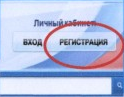 Личный кабинет:
ВХОД РЕГИСТРАЦИЯ